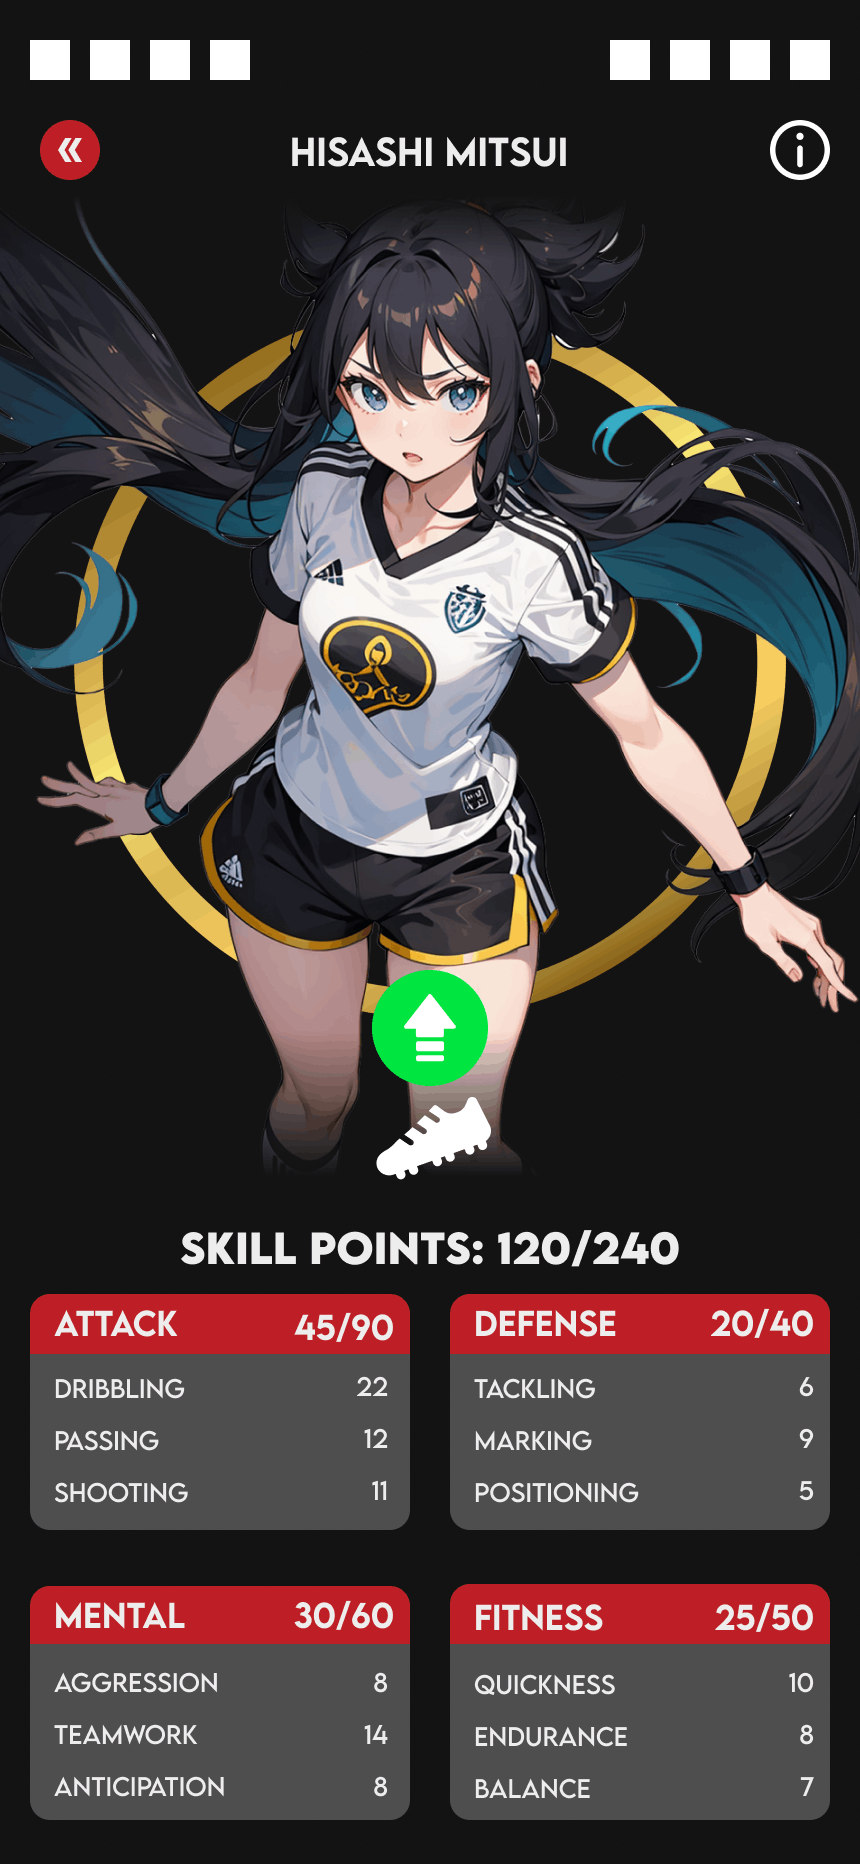 HISASHI MITSUI
SKILL POINTS: 120/240
ATTACK 45/90
DRIBBLING 22
PASSING 12
SHOOTING 11
DEFENSE 20/40
TACKLING 6
MARKING 9
POSITIONING 5
MENTAL 30/60
AGGRESSION 8
TEAMWORK 14
ANTICIPATION 8
FITNESS 25/50
QUICKNESS 10
ENDURANCE 8
BALANCE 7